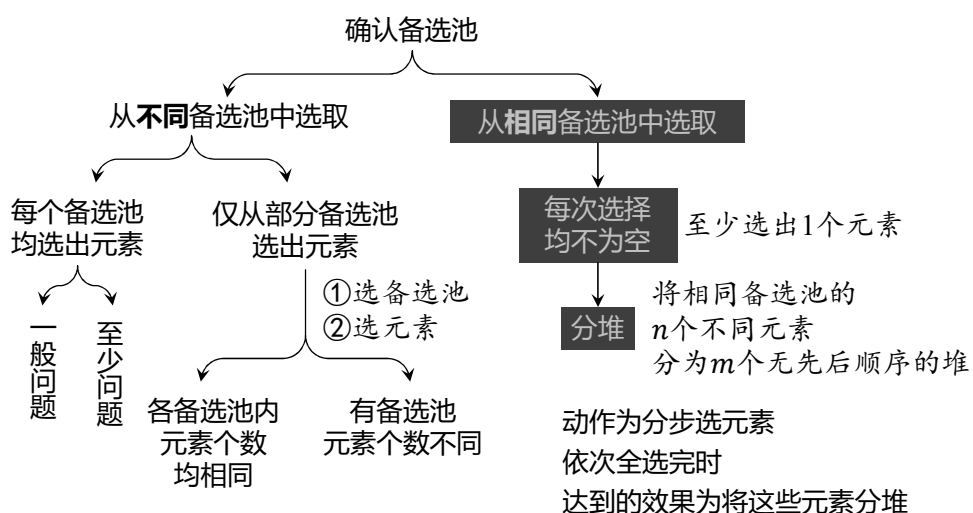 确认备选池
从不同备选池中选取
从相同备选池中选取
每个备选池
均选出元素
仅从部分备选池
选出元素
每次选择
均不为空
至少选出1个元素
①选备选池
②选元素
一般问题
至少问题
分堆
将相同备选池的
n个不同元素
分为m个无先后顺序的堆
各备选池内
元素个数
均相同
有备选池
元素个数不同
动作为分步选元素
依次全选完时
达到的效果为将这些元素分堆